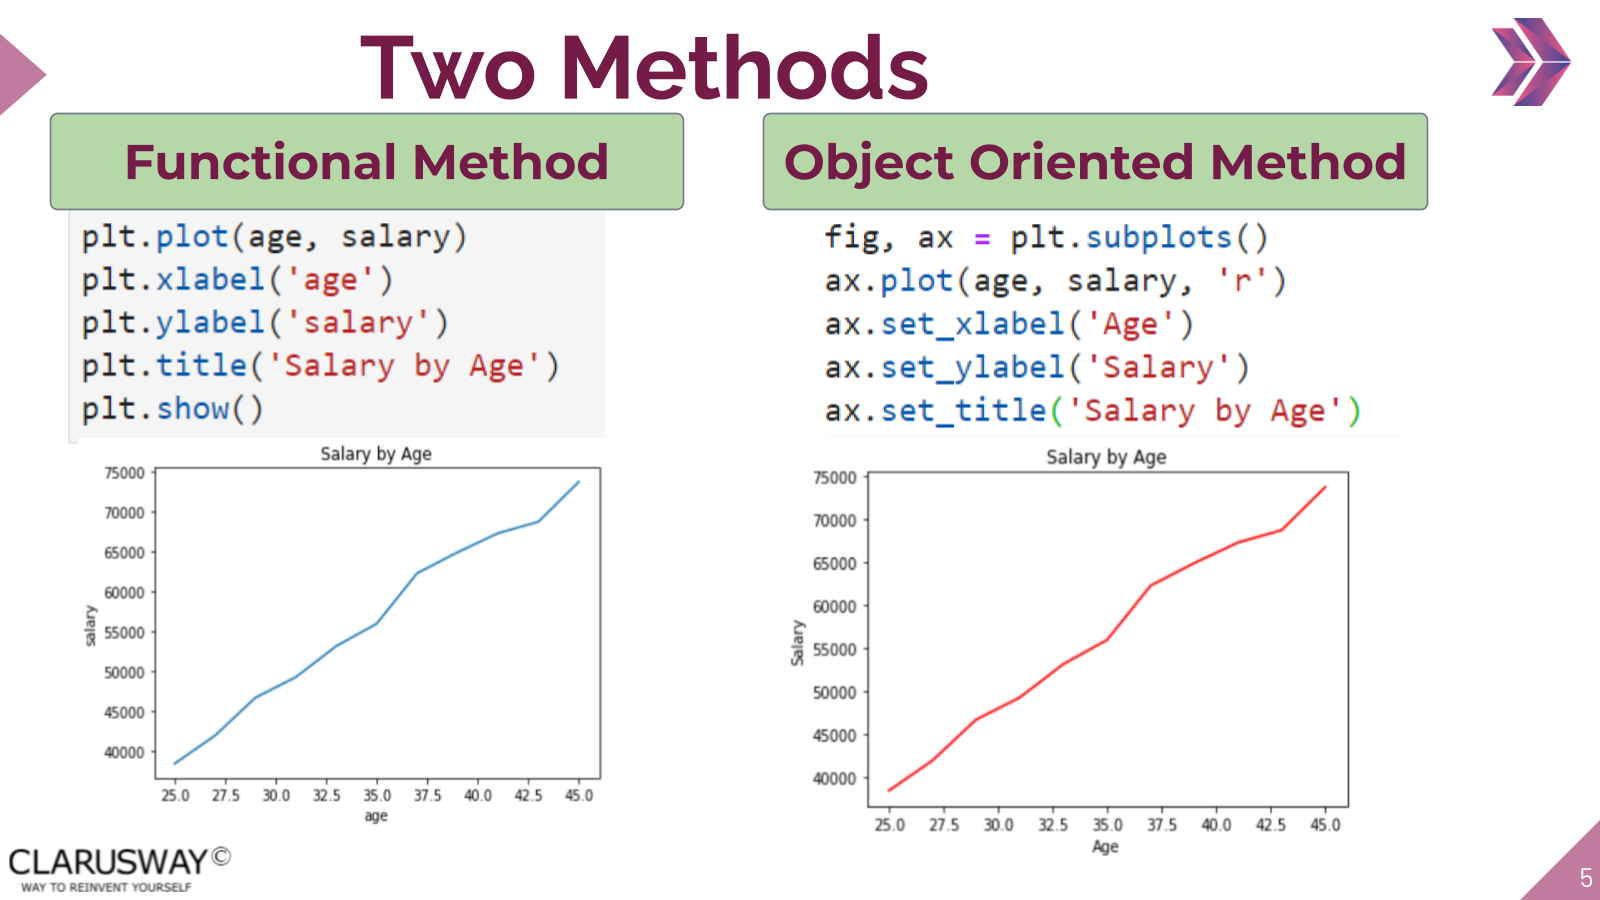 Two Methods
Functional Method
plt.plot(age, salary)
plt.xlabel('age')
plt.ylabel('salary')
plt.title('Salary by Age')
plt.show()
Salary by Age
75000
70000
65000
60000
55000
50000
45000
40000
salary
25.0 27.5 30.0 32.5 35.0 37.5 40.0 42.5 45.0
age
Object Oriented Method
fig, ax = plt.subplots()
ax.plot(age, salary, 'r')
ax.set_xlabel('Age')
ax.set_ylabel('Salary')
ax.set_title('Salary by Age')
Salary by Age
75000
70000
65000
60000
55000
50000
45000
40000
Salary
25.0 27.5 30.0 32.5 35.0 37.5 40.0 42.5 45.0
Age
CLARUSWAY©
WAY TO REINVENT YOURSELF
5